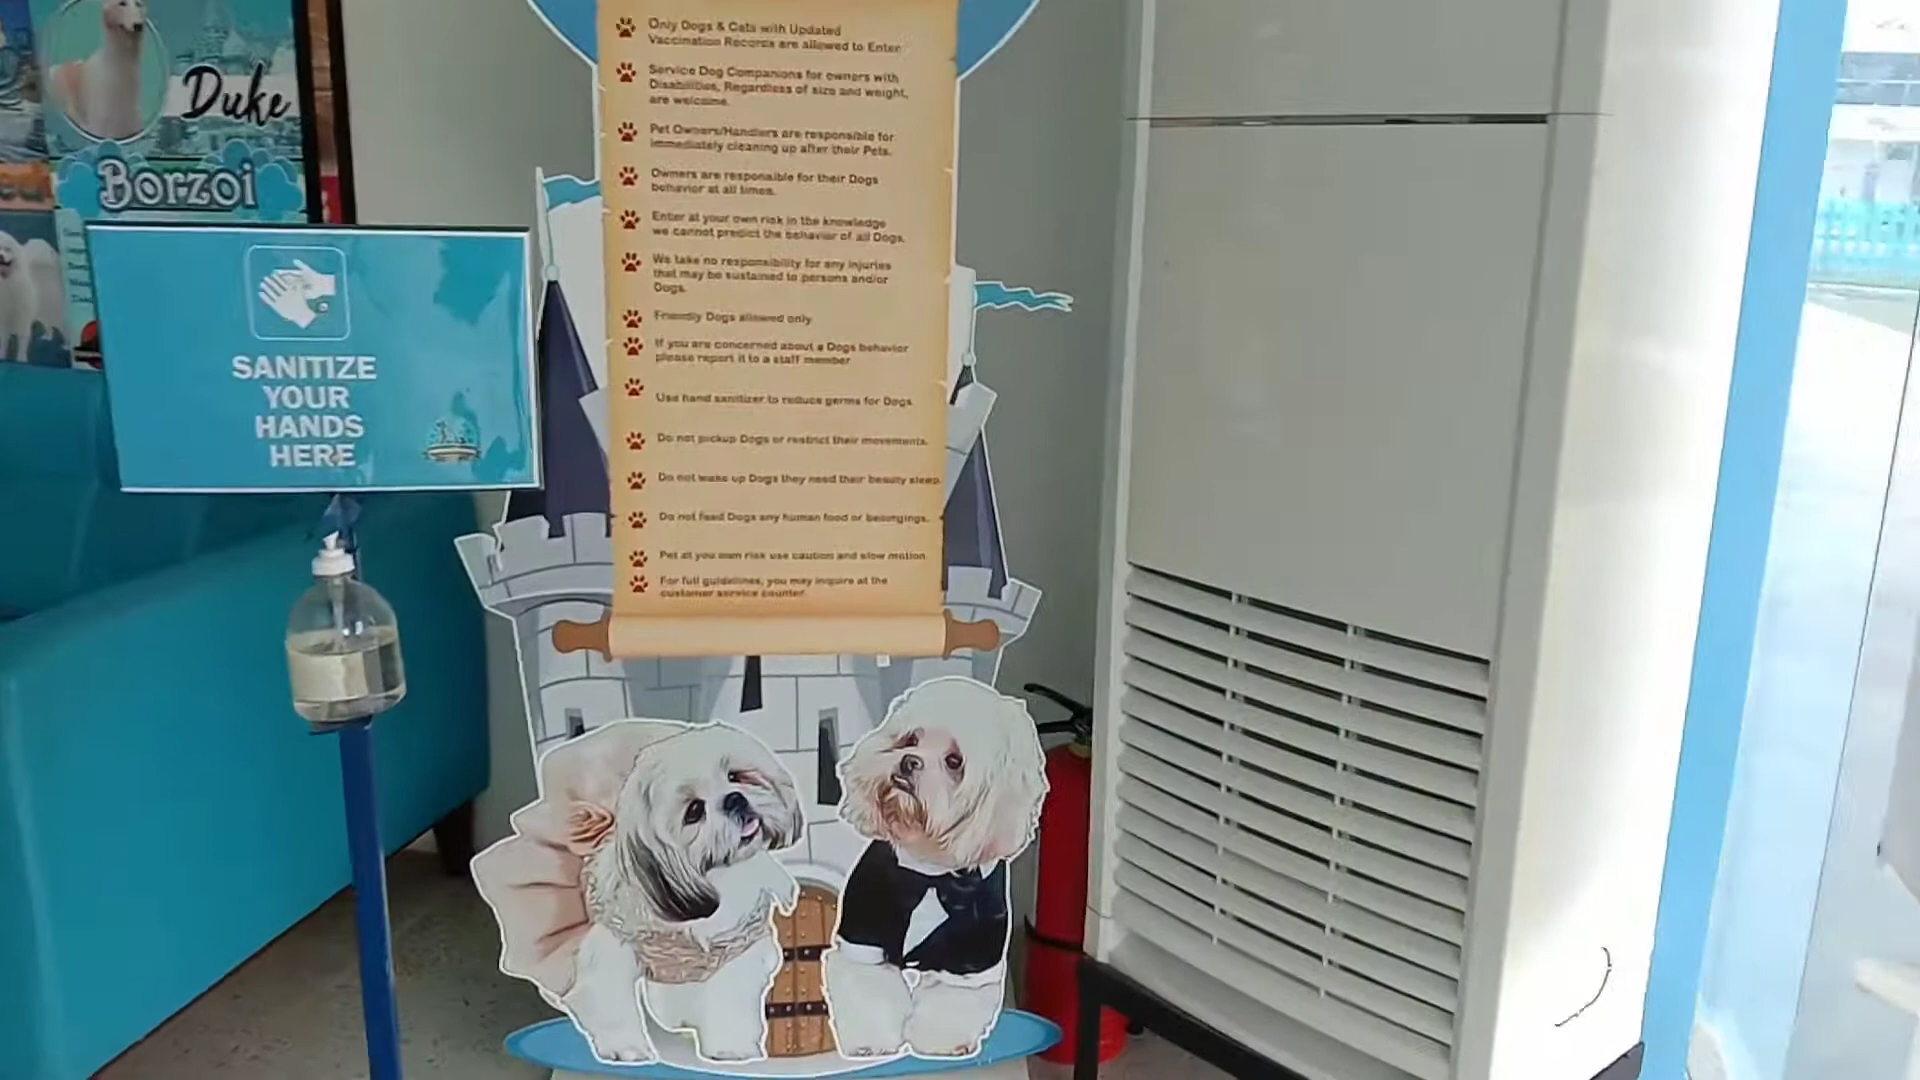 Duke
Borzoi
SANITIZE
YOUR
HANDS
HERE
Only Dogs & Cats with Updated
Vaccination Records are allowed to Enter
Service Dog Companions for owners with
Disabilities, Regardless of size and weight,
are welcome.
Pet Owners/Handlers are responsible for
immediately cleaning up after their Pets.
Owners are responsible for their Dogs
behavior at all times.
Enter at your own risk in the knowledge
we cannot predict the behavior of all Dogs.
We take no responsibility for any injuries
that may be sustained to persons and/or
Dogs.
Friendly Dogs allowed only
If you are concerned about a Dogs behavior
please report it to a staff member
Use hand sanitizer to reduce germs for Dogs.
Do not pickup Dogs or restrict their movements.
Do not wake up Dogs they need their beauty sleep.
Do not feed Dogs any human food or belongings.
Pet at you own risk use caution and slow motion
For full guidelines, you may inquire at the
customer service counter.